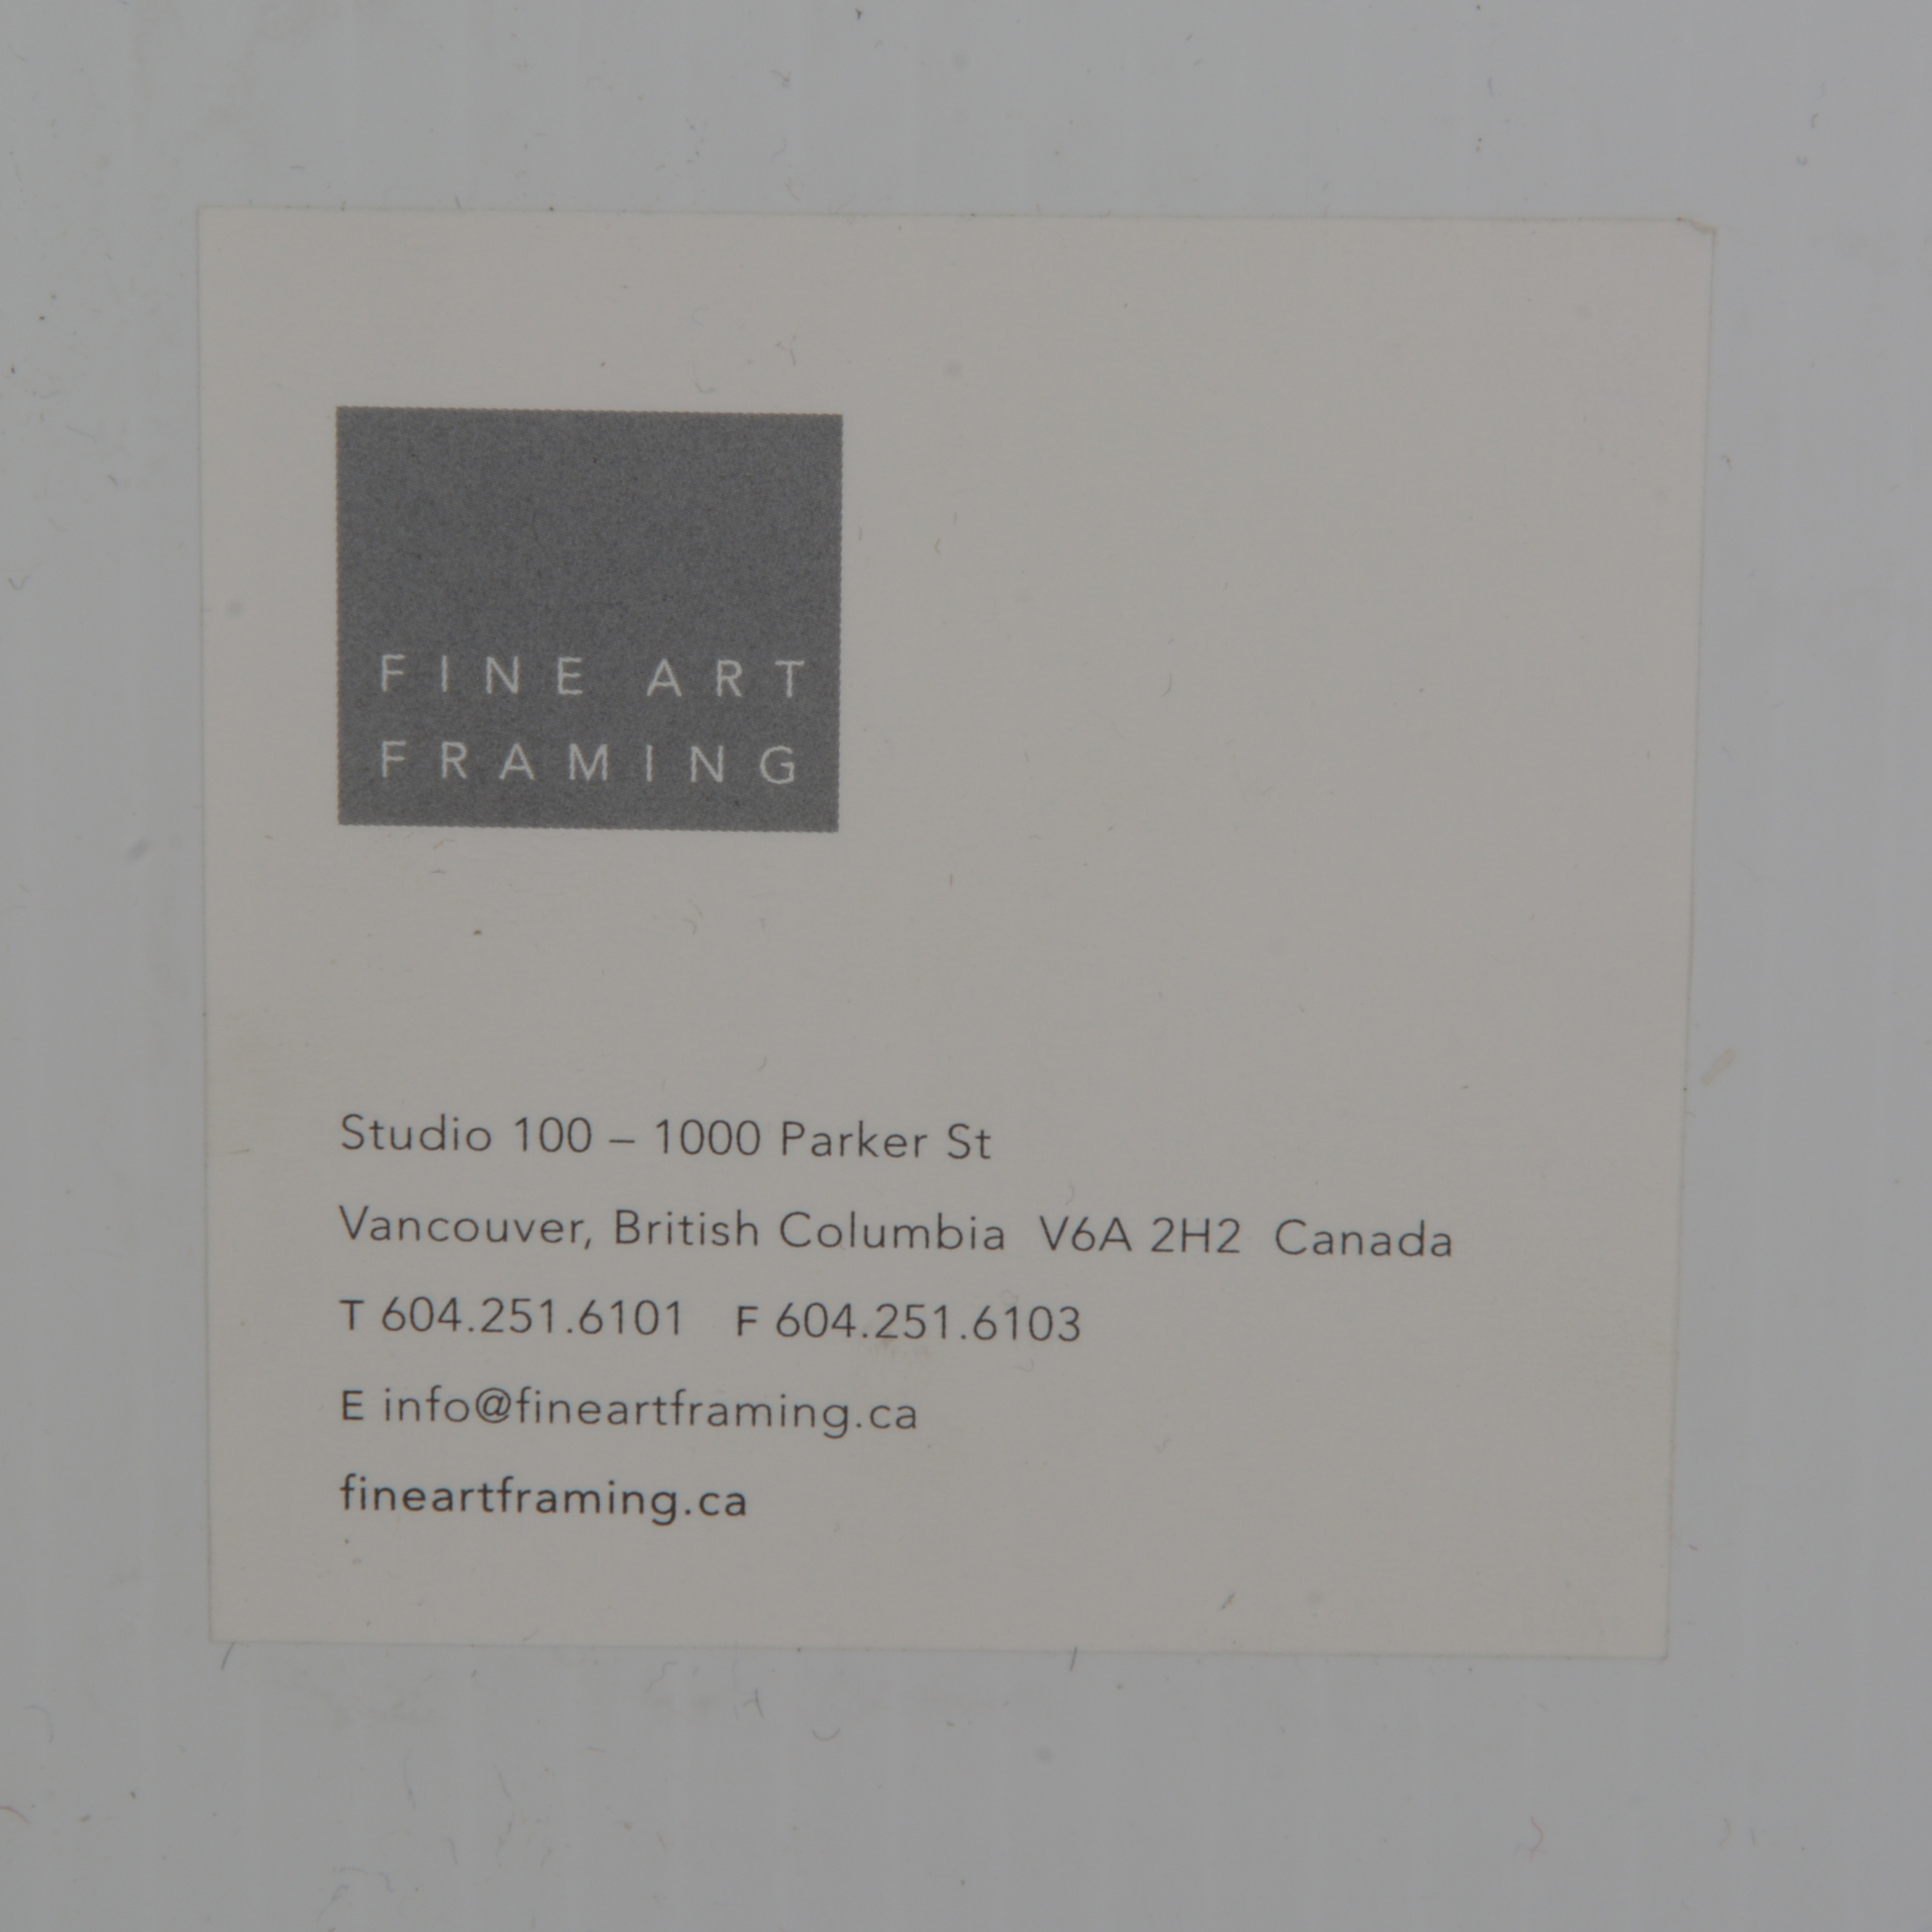 FINE ART
FRAMING
Studio 100 – 1000 Parker St
Vancouver, British Columbia  V6A 2H2  Canada
T 604.251.6101   F 604.251.6103
E info@fineartframing.ca
fineartframing.ca